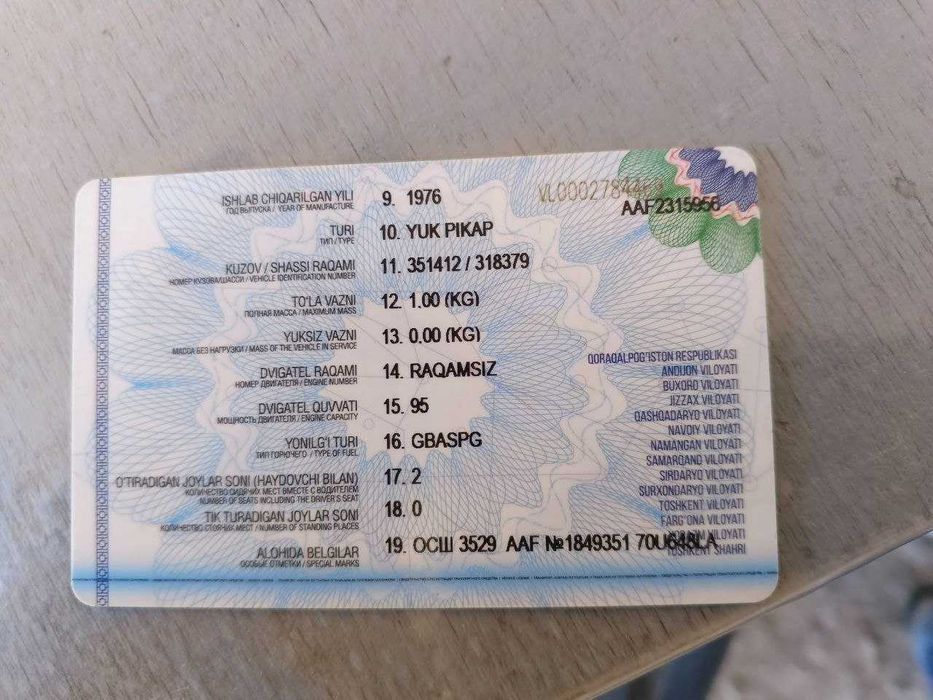 ISHLAB CHIQARILGAN YILI 9. 1976
ГОД ВЫПУСКА / YEAR OF MANUFACTURE
AAF2315958
TURI 10. YUK PIKAP
ТИП / TYPE
KUZOV / SHASSI RAQAMI 11. 351412 / 318379
НОМЕР КУЗОВА/ШАССИ / VEHICLE IDENTIFICATION NUMBER
TO'LA VAZNI 12. 1.00 (KG)
ПОЛНАЯ МАССА / MAXIMUM MASS
YUKSIZ VAZNI 13. 0.00 (KG)
МАССА БЕЗ НАГРУЗКИ / MASS OF THE VEHICLE IN SERVICE
DVIGATEL RAQAMI 14. RAQAMSIZ
НОМЕР ДВИГАТЕЛЯ / ENGINE NUMBER
DVIGATEL QUVVATI 15. 95
МОЩНОСТЬ ДВИГАТЕЛЯ / ENGINE CAPACITY
YONILG'I TURI 16. GBASPG
ТИП ГОРЮЧЕГО / TYPE OF FUEL
O'TIRADIGAN JOYLAR SONI (HAYDOVCHI BILAN) 17. 2
КОЛИЧЕСТВО СИДЯЧИХ МЕСТ ВМЕСТЕ С ВОДИТЕЛЕМ
NUMBER OF SEATS INCLUDING THE DRIVER'S SEAT
TIK TURADIGAN JOYLAR SONI 18. 0
КОЛИЧЕСТВО СТОЯЧИХ МЕСТ / NUMBER OF STANDING PLACES
ALOHIDA BELGILAR 19. ОСШ 3529 AAF №1849351 70U648LA
ОСОБЫЕ ОТМЕТКИ / SPECIAL MARKS
QORAQALPOG'ISTON RESPUBLIKASI
ANDIJON VILOYATI
BUXORO VILOYATI
JIZZAX VILOYATI
QASHQADARYO VILOYATI
NAVOIY VILOYATI
NAMANGAN VILOYATI
SAMARQAND VILOYATI
SIRDARYO VILOYATI
SURXONDARYO VILOYATI
TOSHKENT VILOYATI
FARG'ONA VILOYATI
VILOYATI
TOSHKENT SHAHRI